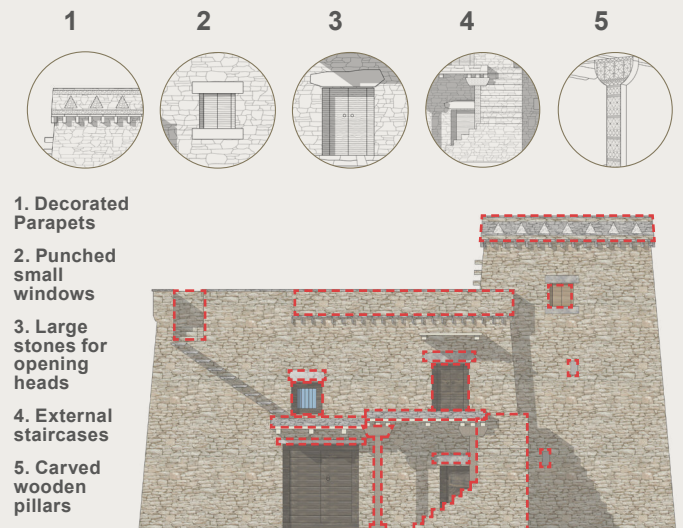 1 2 3 4 5
1. Decorated
Parapets
2. Punched
small
windows
3. Large
stones for
opening
heads
4. External
staircases
5. Carved
wooden
pillars